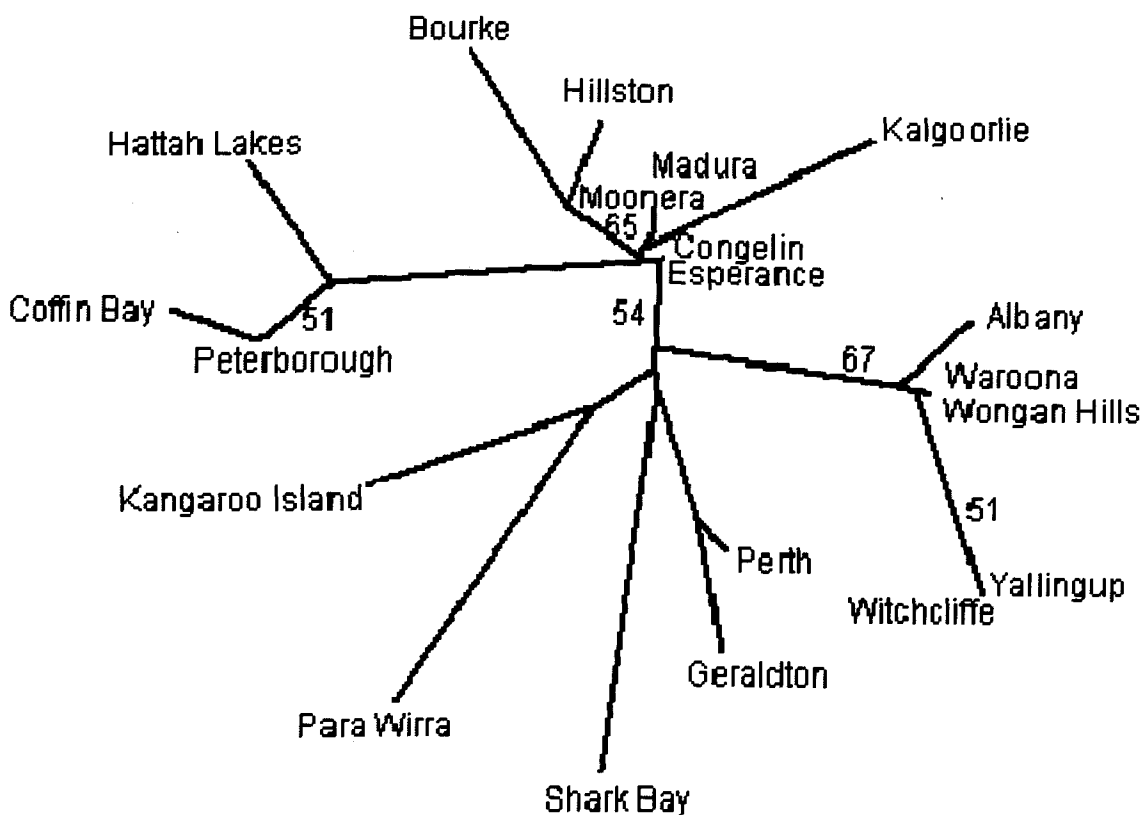 Bourke
Hillston
Kalgoorlie
Hattah Lakes
Madura
Moonera
65
Congelin
Esperance
Coffin Bay
51
54
Albany
Peterborough
67
Waroona
Wongan Hills
Kangaroo Island
51
Perth
Yallingup
Witchcliffe
Geraldton
Para Wirra
Shark Bay